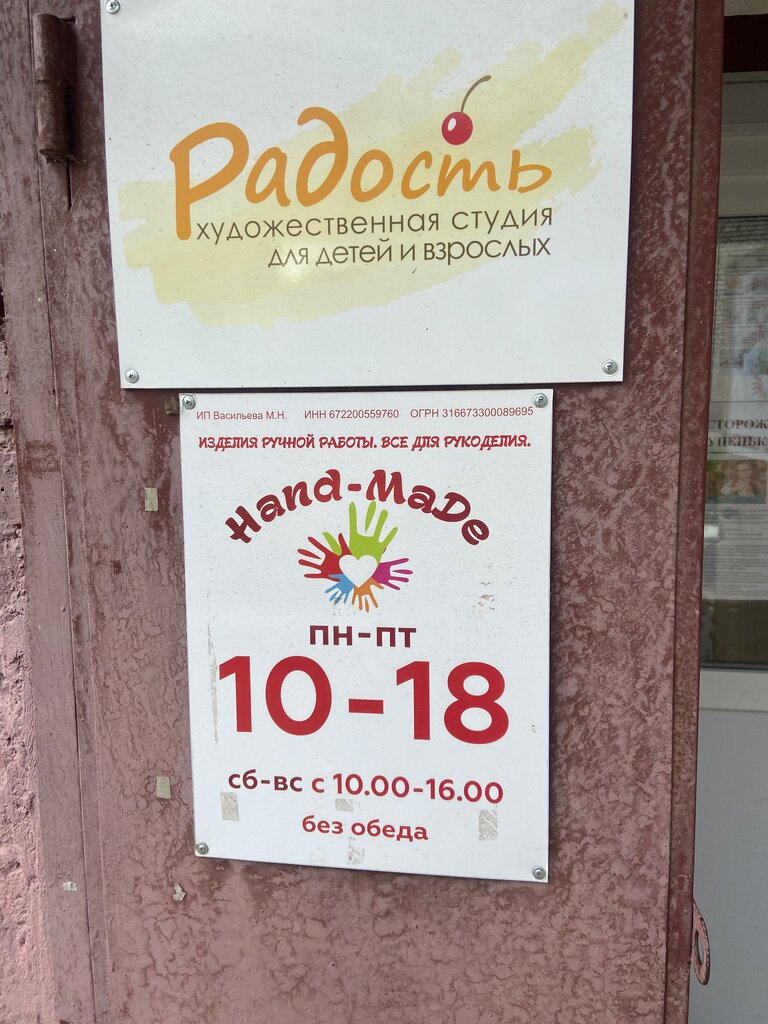 Радость
художественная студия
для детей и взрослых
ИП Васильева М.Н. ИНН 672200559760 ОГРН 316673300089695
ИЗДЕЛИЯ РУЧНОЙ РАБОТЫ. ВСЕ ДЛЯ РУКОДЕЛИЯ.
Hand-MaDe
пн-пт
10-18
сб-вс с 10.00-16.00
без обеда